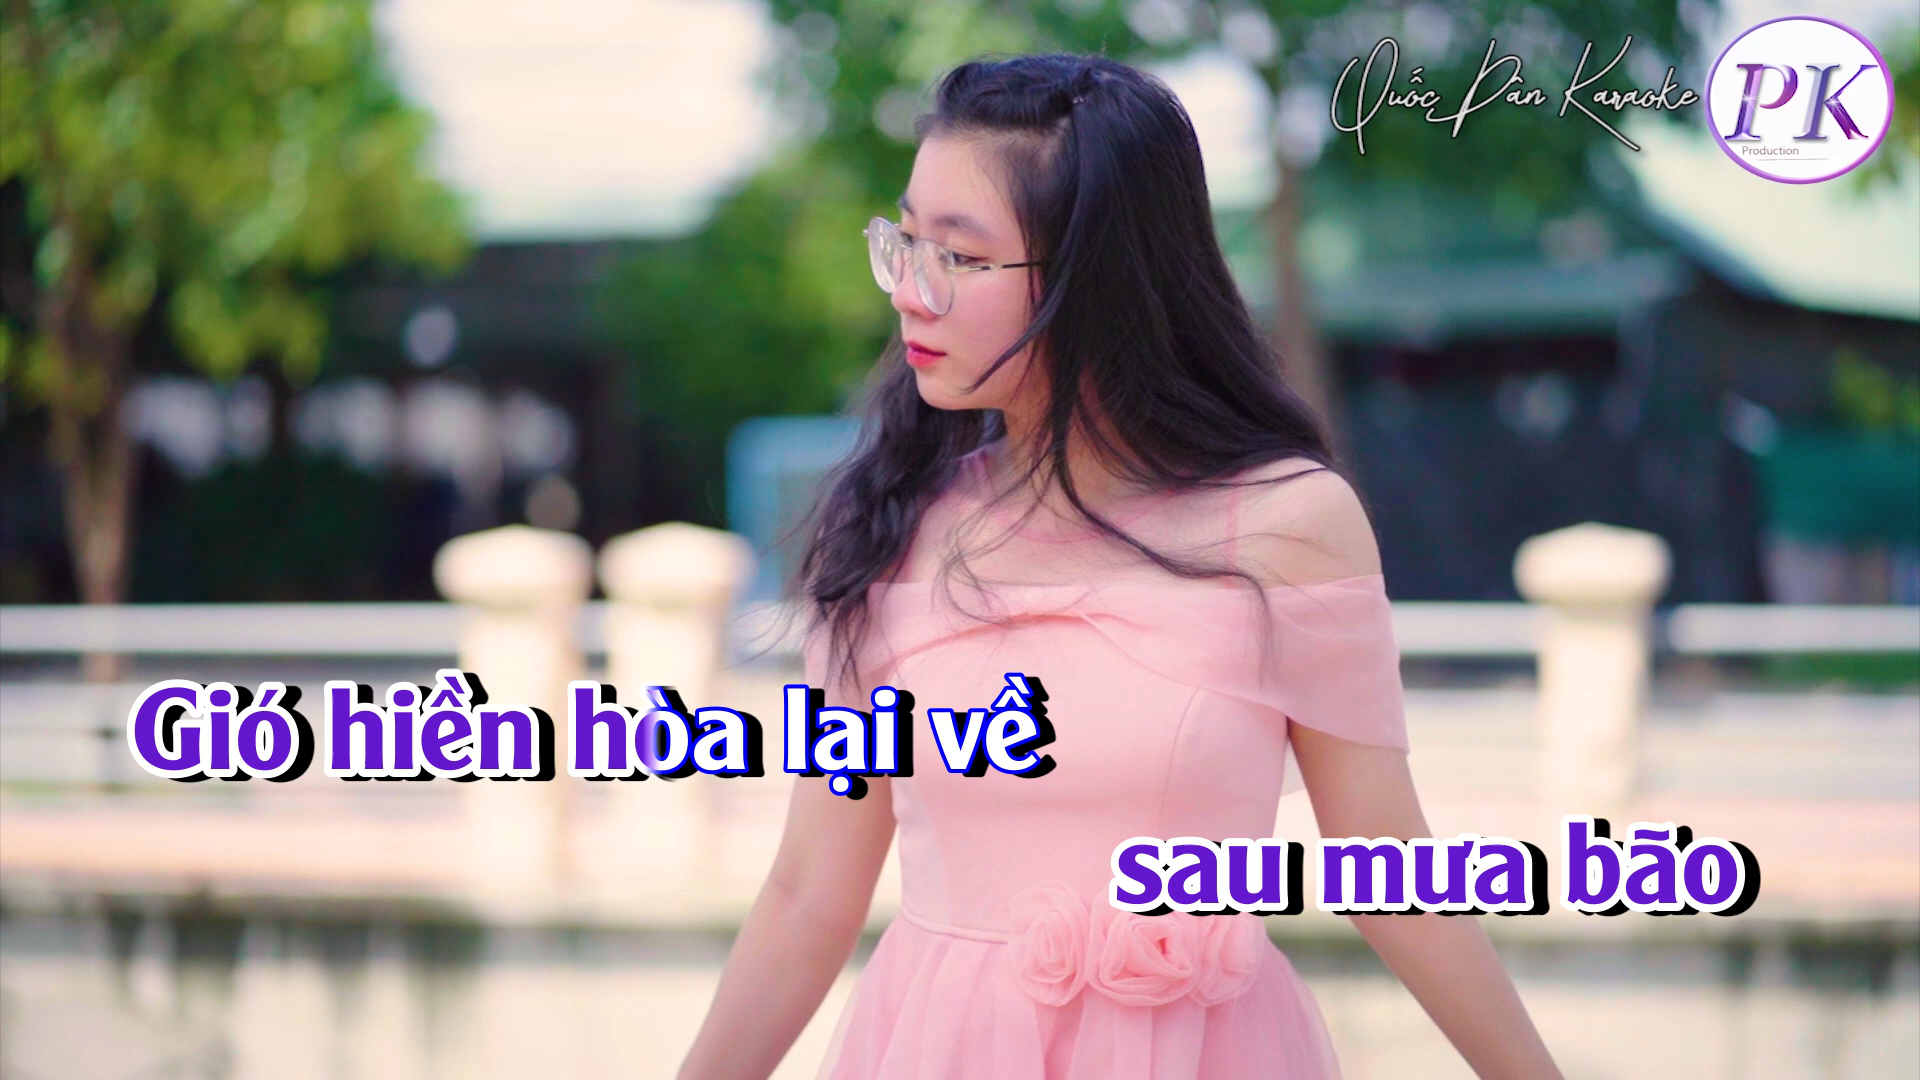 Quốc Dân Karaoke
PK
Production
Gió hiền hòa lại về
sau mưa bão